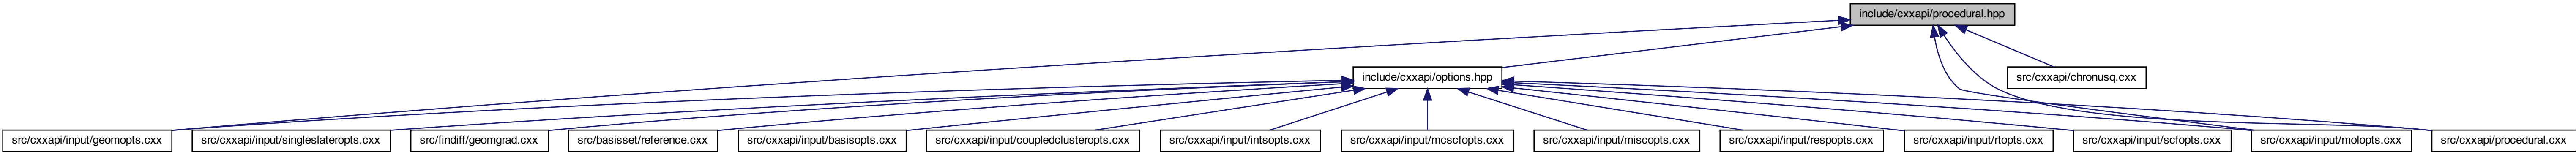 include/cxxapi/procedural.hpp
include/cxxapi/options.hpp
src/cxxapi/chronusq.cxx
src/cxxapi/input/geomopts.cxx
src/cxxapi/input/singleslateropts.cxx
src/findiff/geomgrad.cxx
src/basisset/reference.cxx
src/cxxapi/input/basisopts.cxx
src/cxxapi/input/coupledclusteropts.cxx
src/cxxapi/input/intsopts.cxx
src/cxxapi/input/mcscfopts.cxx
src/cxxapi/input/miscopts.cxx
src/cxxapi/input/respopts.cxx
src/cxxapi/input/rtopts.cxx
src/cxxapi/input/scfopts.cxx
src/cxxapi/input/molopts.cxx
src/cxxapi/procedural.cxx